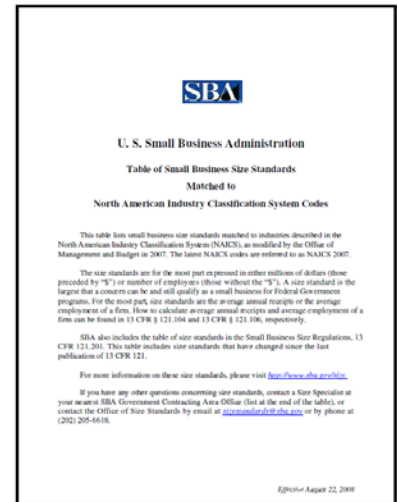 SBA
U. S. Small Business Administration
Table of Small Business Size Standards
Matched to
North American Industry Classification System Codes
This table lists small business size standards matched to industries described in the
North American Industry Classification System (NAICS), as modified by the Office of
Management and Budget in 2007. The latest NAICS codes are referred to as NAICS 2007.
The size standards are for the most part expressed in either millions of dollars (those
preceded by "$") or number of employees (those without the "$"). A size standard is the
largest that a concern can be and still qualify as a small business for Federal Government
programs. For the most part, size standards are the average annual receipts or the average
employment of a firm. How to calculate average annual receipts and average employment of a
firm can be found in 13 CFR § 121.104 and 13 CFR § 121.106, respectively.
SBA also includes the table of size standards in the Small Business Size Regulations, 13
CFR 121.201. This table includes size standards that have changed since the last
publication of 13 CFR 121.
For more information on these size standards, please visit http://www.sba.gov/size.
If you have any other questions concerning size standards, contact a Size Specialist at
your nearest SBA Government Contracting Area Office (list at the end of the table), or
contact the Office of Size Standards by email at sizestandards@sba.gov or by phone at
(202) 205-6618.
Effective August 22, 2008